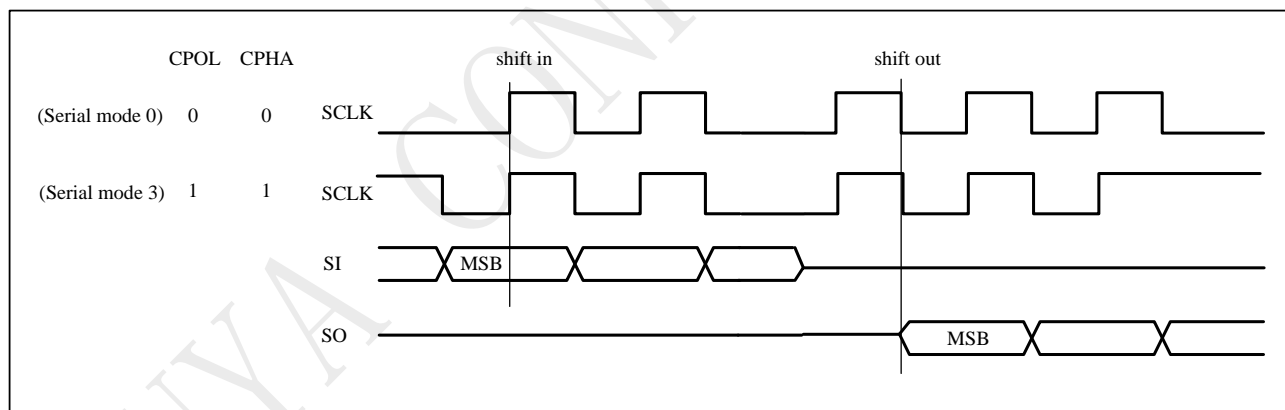 CPOL CPHA shift in shift out
(Serial mode 0) 0 0 SCLK
(Serial mode 3) 1 1 SCLK
SI MSB
SO MSB